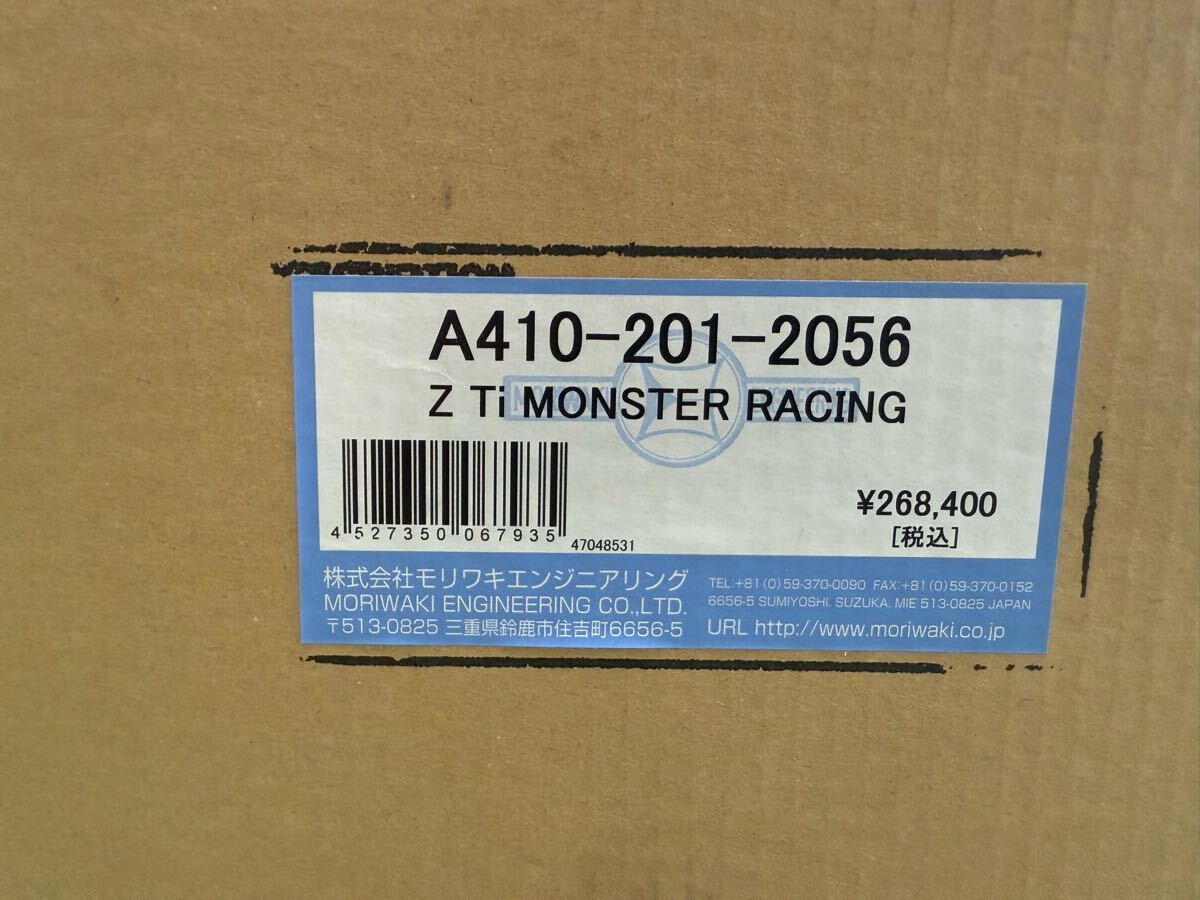 A410-201-2056
Z Ti MONSTER RACING
¥268,400
[税込]
4 527350 067935
47048531
株式会社モリワキエンジニアリング
MORIWAKI ENGINEERING CO.,LTD.
〒513-0825 三重県鈴鹿市住吉町6656-5
TEL:+81(0)59-370-0090 FAX:+81(0)59-370-0152
6656-5 SUMIYOSHI. SUZUKA. MIE 513-0825 JAPAN
URL http://www.moriwaki.co.jp